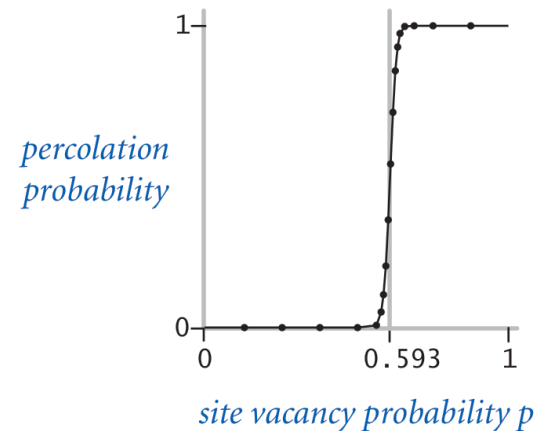 1
percolation
probability
0
0 0.593 1
site vacancy probability p